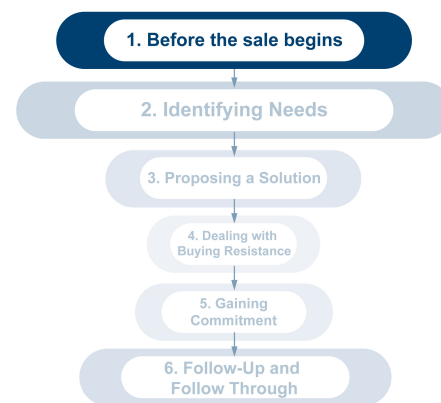 1. Before the sale begins
2. Identifying Needs
3. Proposing a Solution
4. Dealing with
Buying Resistance
5. Gaining
Commitment
6. Follow-Up and
Follow Through